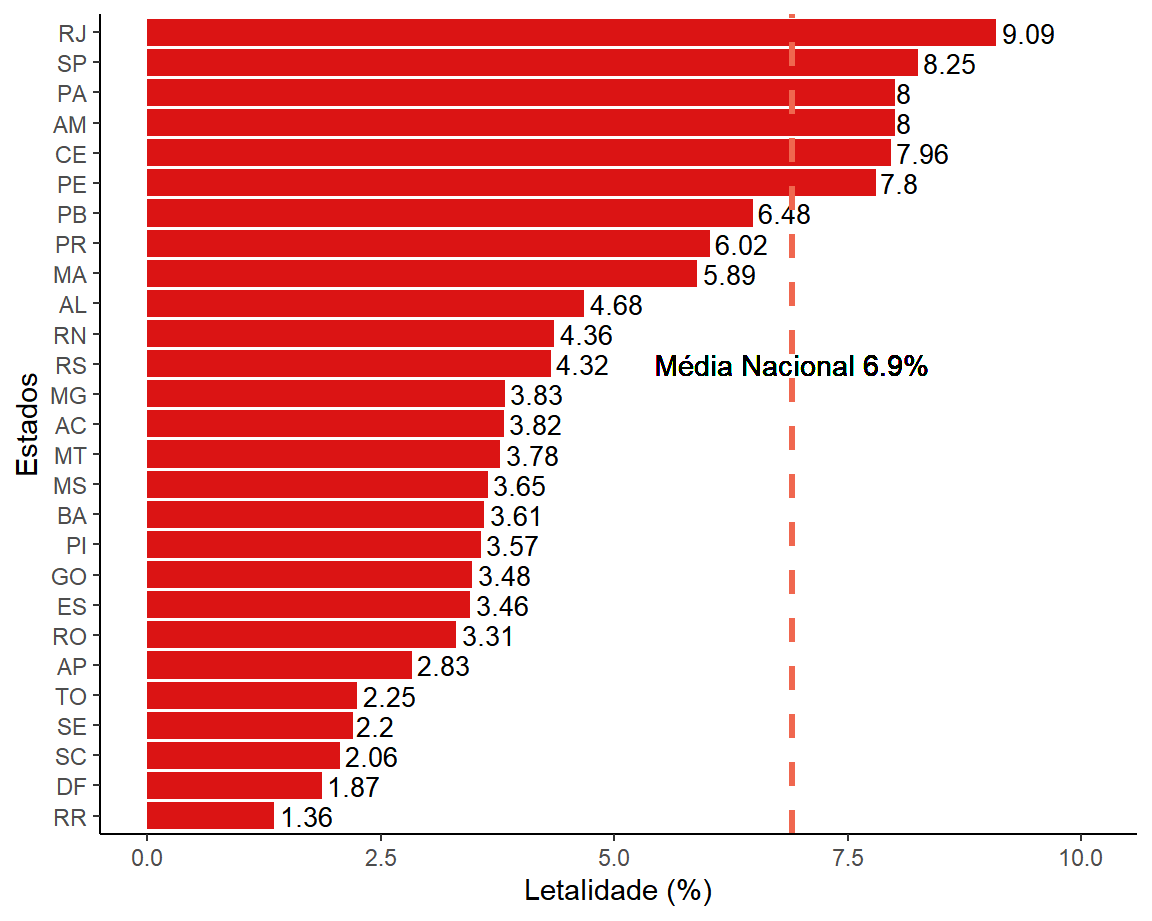 RJ 9.09
SP 8.25
PA 8
AM 8
CE 7.96
PE 7.8
PB 6.48
PR 6.02
MA 5.89
AL 4.68
RN 4.36
RS 4.32 Média Nacional 6.9%
MG 3.83
AC 3.82
MT 3.78
MS 3.65
BA 3.61
PI 3.57
GO 3.48
ES 3.46
RO 3.31
AP 2.83
TO 2.25
SE 2.2
SC 2.06
DF 1.87
RR 1.36
Estados
0.0 2.5 5.0 7.5 10.0
Letalidade (%)